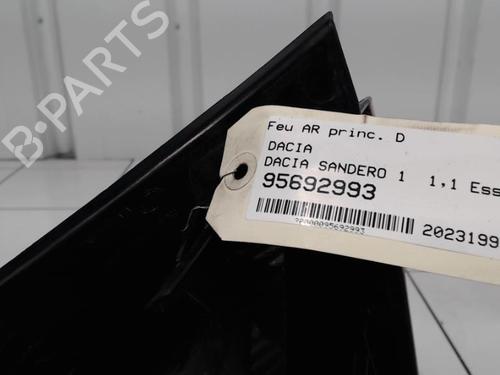 B-PARTS
Feu AR princ. D
DACIA
DACIA SANDERO 1 1,1 Ess
95692993
2023199